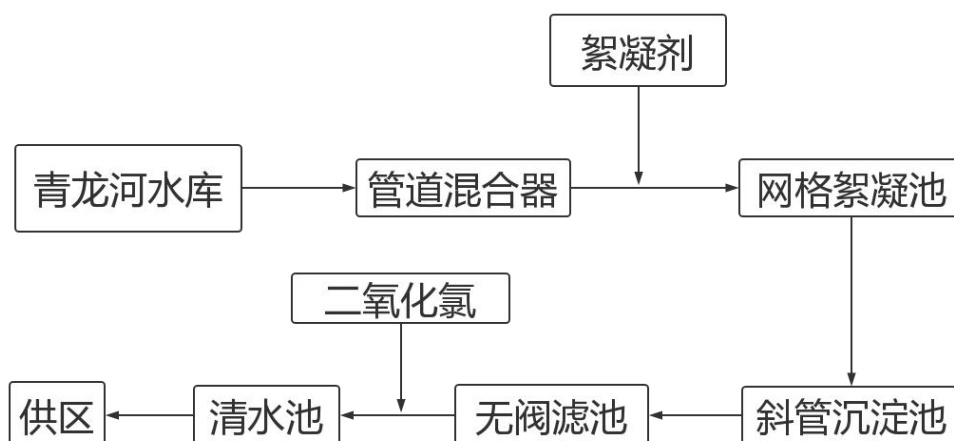 絮凝剂
青龙河水库
管道混合器
网格絮凝池
二氧化氯
供区
清水池
无阀滤池
斜管沉淀池